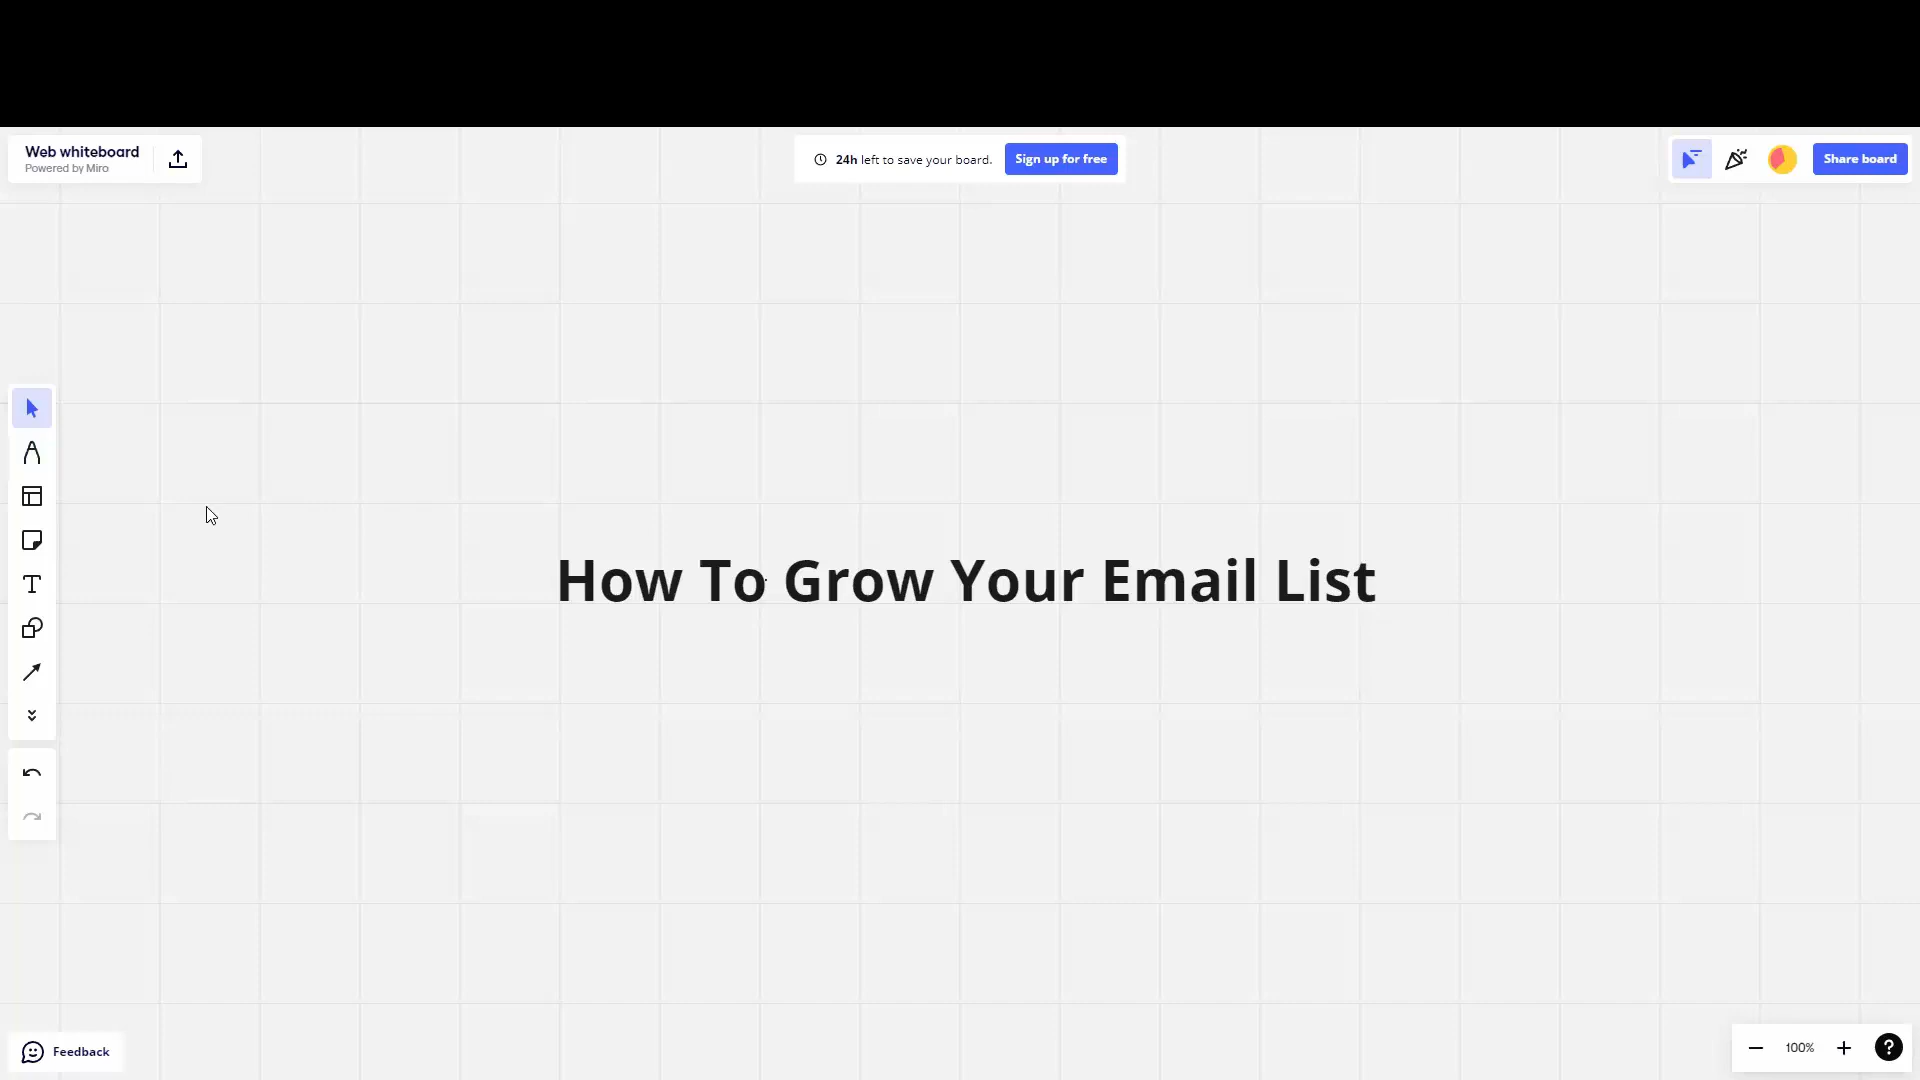 Web whiteboard
Powered by Miro
24h left to save your board.
Sign up for free
Share board
How To Grow Your Email List
Feedback
100%
?